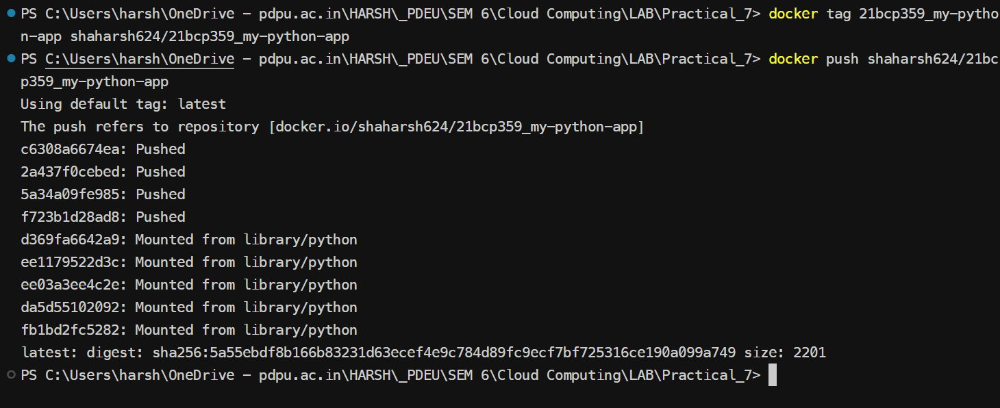 PS C:\Users\harsh\OneDrive - pdpu.ac.in\HARSH\_PDEU\SEM 6\Cloud Computing\LAB\Practical_7> docker tag 21bcp359_my-pytho
n-app shaharsh624/21bcp359_my-python-app
PS C:\Users\harsh\OneDrive - pdpu.ac.in\HARSH\_PDEU\SEM 6\Cloud Computing\LAB\Practical_7> docker push shaharsh624/21bc
p359_my-python-app
Using default tag: latest
The push refers to repository [docker.io/shaharsh624/21bcp359_my-python-app]
c6308a6674ea: Pushed
2a437f0cebed: Pushed
5a34a09fe985: Pushed
f723b1d28ad8: Pushed
d369fa6642a9: Mounted from library/python
ee1179522d3c: Mounted from library/python
ee03a3ee4c2e: Mounted from library/python
da5d55102092: Mounted from library/python
fb1bd2fc5282: Mounted from library/python
latest: digest: sha256:5a55ebdf8b166b83231d63ecef4e9c784d89fc9ecf7bf725316ce190a099a749 size: 2201
PS C:\Users\harsh\OneDrive - pdpu.ac.in\HARSH\_PDEU\SEM 6\Cloud Computing\LAB\Practical_7>